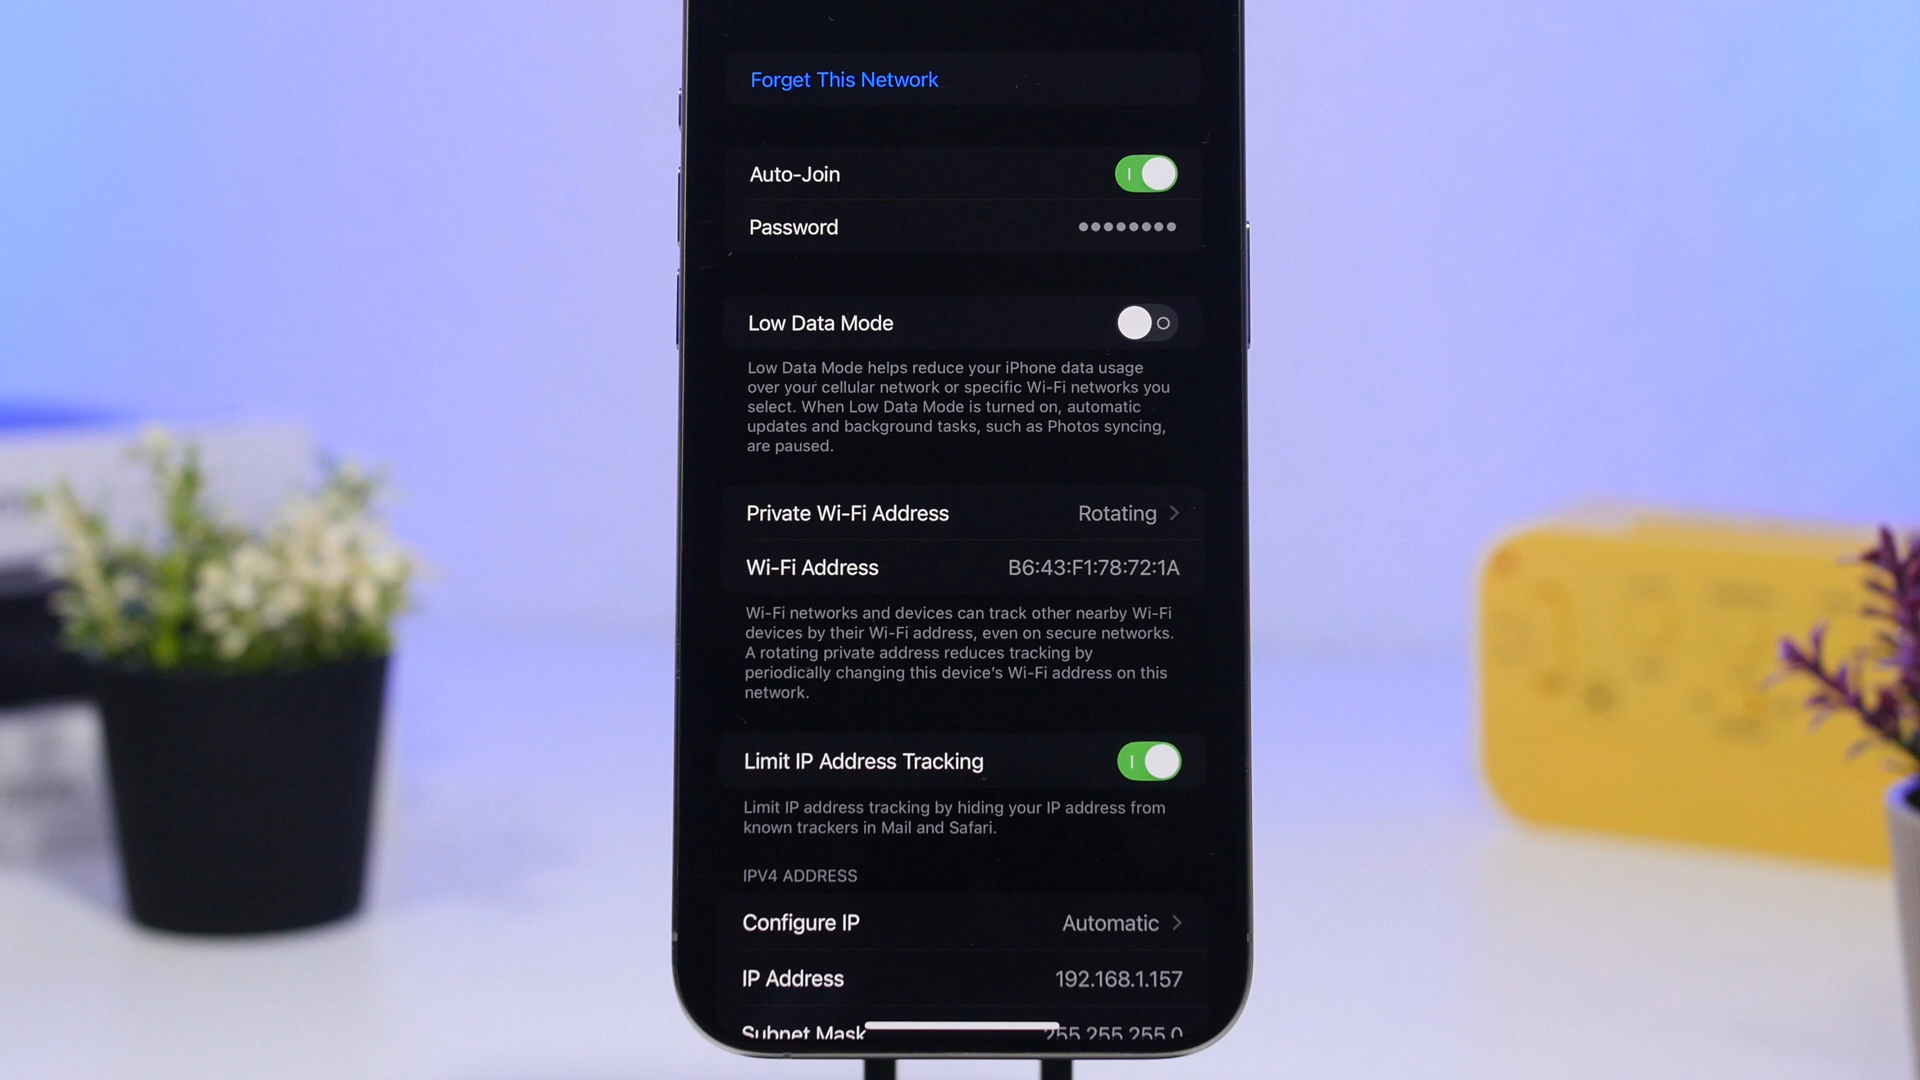 Forget This Network
Auto-Join
Password ••••••••
Low Data Mode
Low Data Mode helps reduce your iPhone data usage
over your cellular network or specific Wi-Fi networks you
select. When Low Data Mode is turned on, automatic
updates and background tasks, such as Photos syncing,
are paused.
Private Wi-Fi Address Rotating
Wi-Fi Address B6:43:F1:78:72:1A
Wi-Fi networks and devices can track other nearby Wi-Fi
devices by their Wi-Fi address, even on secure networks.
A rotating private address reduces tracking by
periodically changing this device's Wi-Fi address on this
network.
Limit IP Address Tracking
Limit IP address tracking by hiding your IP address from
known trackers in Mail and Safari.
IPV4 ADDRESS
Configure IP Automatic
IP Address 192.168.1.157
Subnet Mask 255.255.255.0